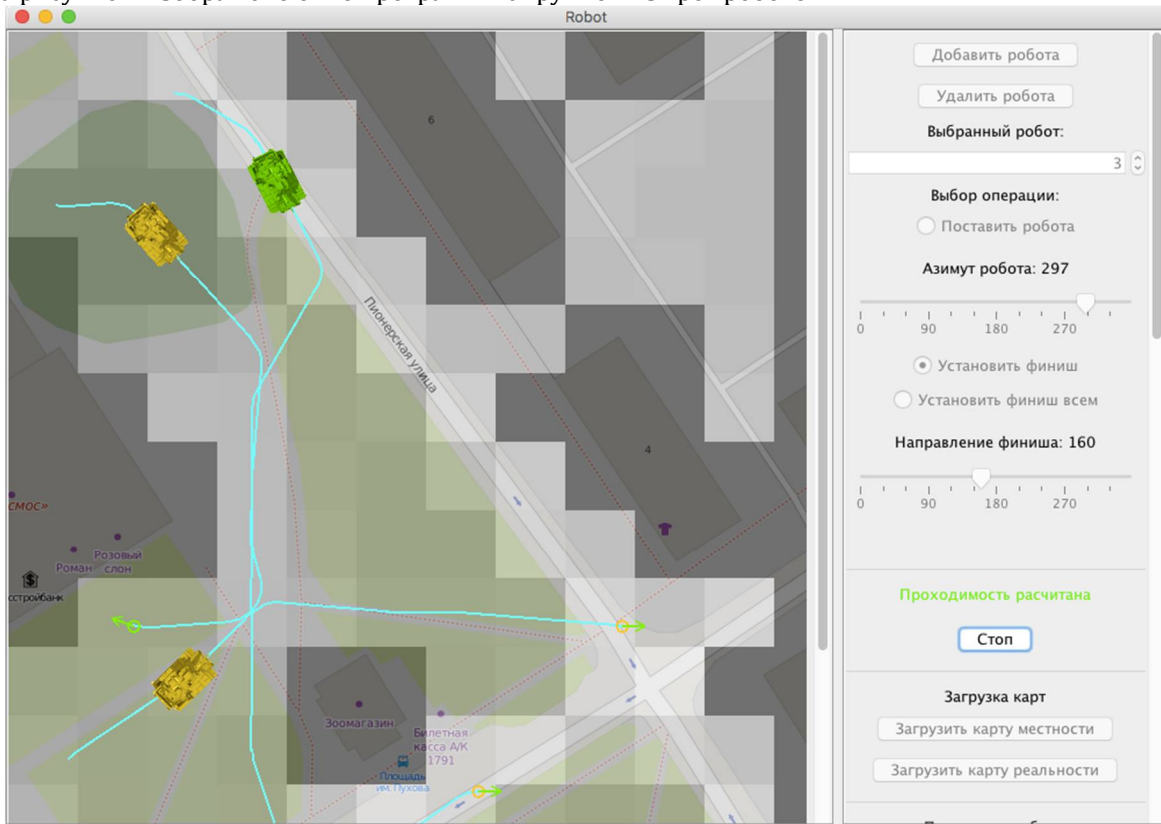 Robot
6
Пионерская улица
4
СМОС»
Розовый
Роман слон
сстройбанк
Зоомагазин
Билетная
касса А/К
1791
Площадь
им. Пухова
Добавить робота
Удалить робота
Выбранный робот:
3
Выбор операции:
Поставить робота
Азимут робота: 297
0 90 180 270
Установить финиш
Установить финиш всем
Направление финиша: 160
0 90 180 270
Проходимость расчитана
Стоп
Загрузка карт
Загрузить карту местности
Загрузить карту реальности